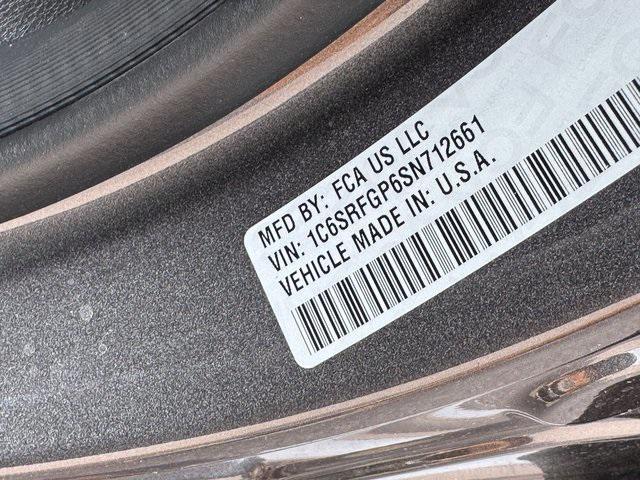 MFD BY: FCA US LLC
VIN: 1C6SRFGP6SN712661
VEHICLE MADE IN: U.S.A.